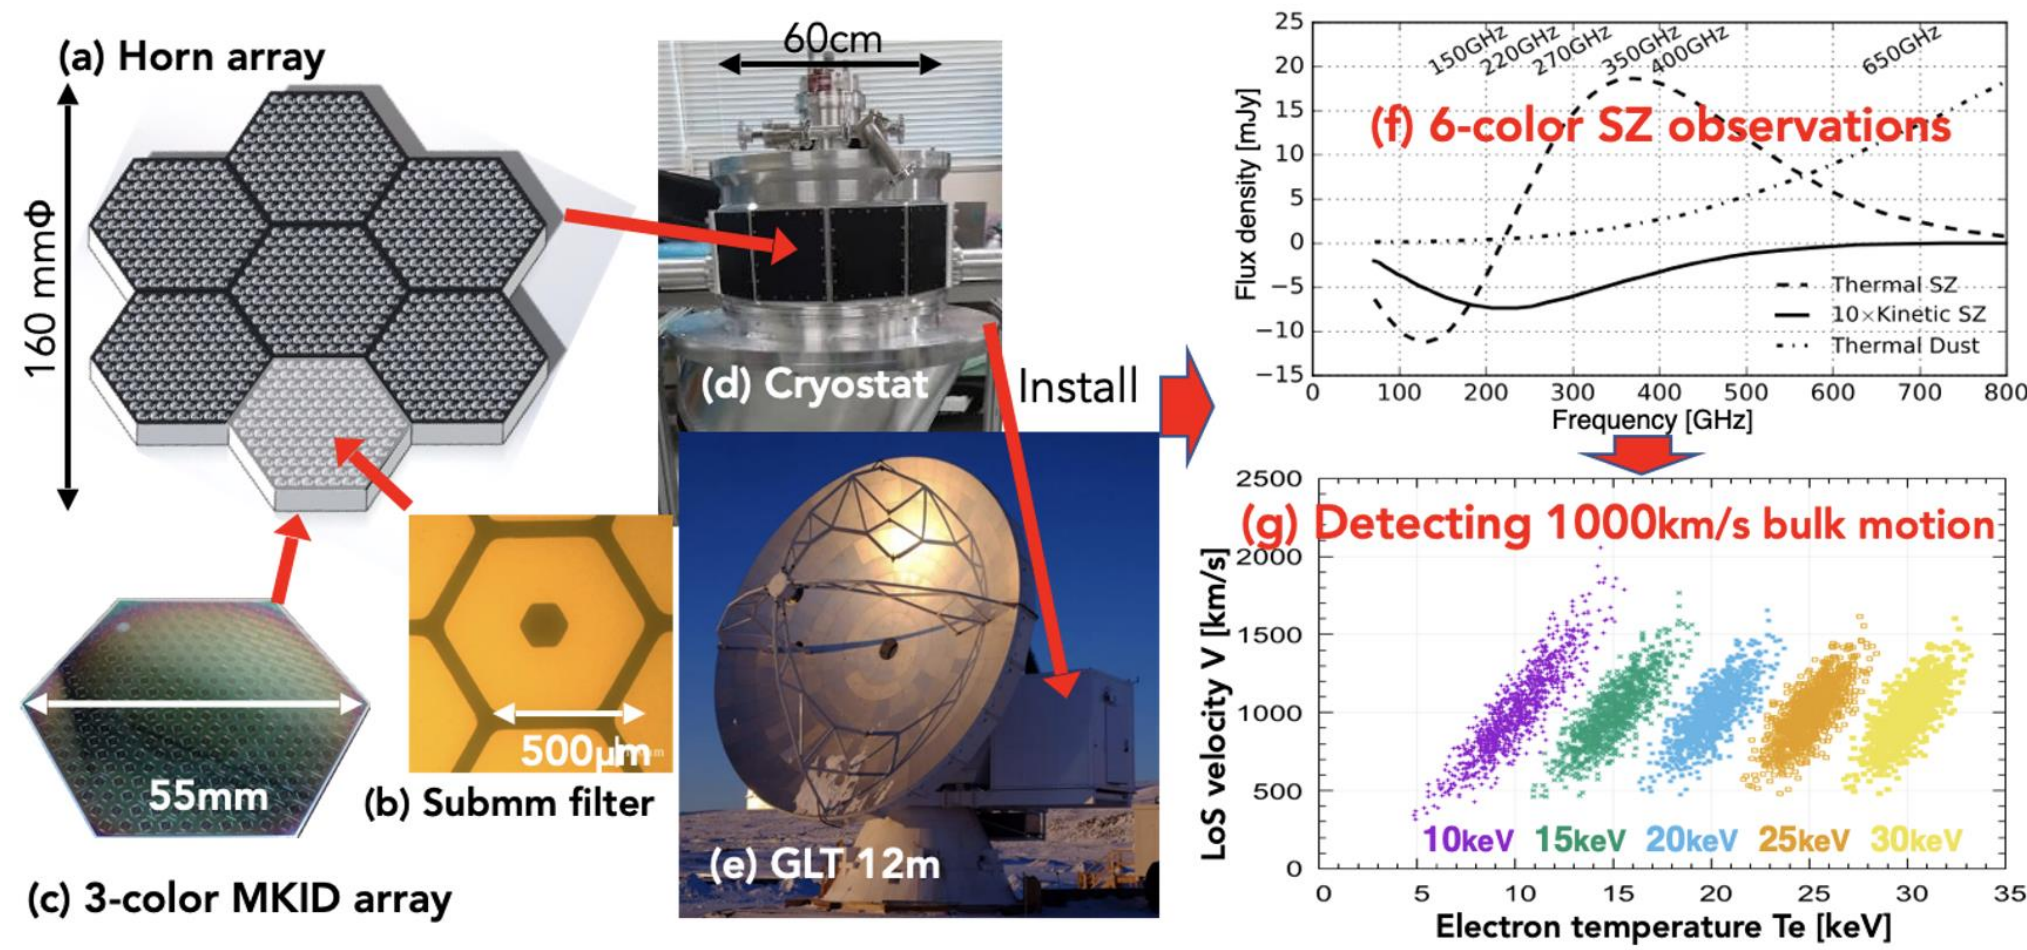 (a) Horn array
160 mmΦ
(b) Submm filter
500μm
(c) 3-color MKID array
55mm
60cm
(d) Cryostat
Install
(e) GLT 12m
150GHz
220GHz
270GHz
350GHz
400GHz
650GHz
(f) 6-color SZ observations
Flux density [mJy]
25
20
15
10
5
0
−5
−10
−15
Thermal SZ
10×Kinetic SZ
Thermal Dust
0 100 200 300 400 500 600 700 800
Frequency [GHz]
(g) Detecting 1000km/s bulk motion
LoS velocity V [km/s]
2500
2000
1500
1000
500
0
10keV 15keV 20keV 25keV 30keV
0 5 10 15 20 25 30 35
Electron temperature Te [keV]